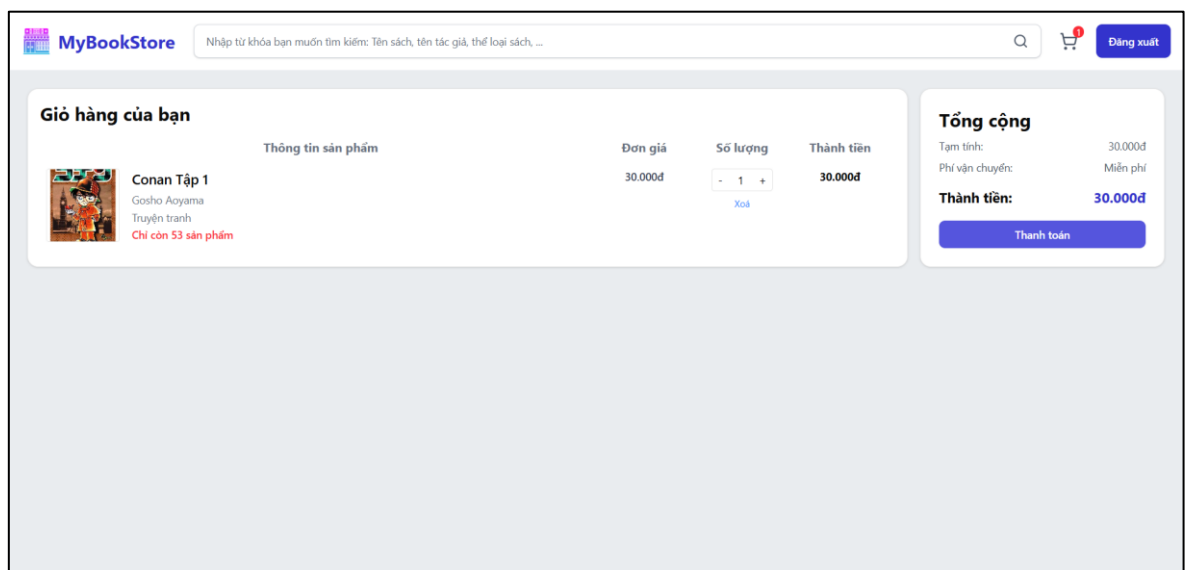 MyBookStore
Nhập từ khóa bạn muốn tìm kiếm: Tên sách, tên tác giả, thể loại sách, ...
1
Đăng xuất
Giỏ hàng của bạn
Thông tin sản phẩm Đơn giá Số lượng Thành tiền
Conan Tập 1 30.000đ - 1 + 30.000đ
Gosho Aoyama Xoá
Truyện tranh
Chỉ còn 53 sản phẩm
Tổng cộng
Tạm tính: 30.000đ
Phí vận chuyển: Miễn phí
Thành tiền: 30.000đ
Thanh toán